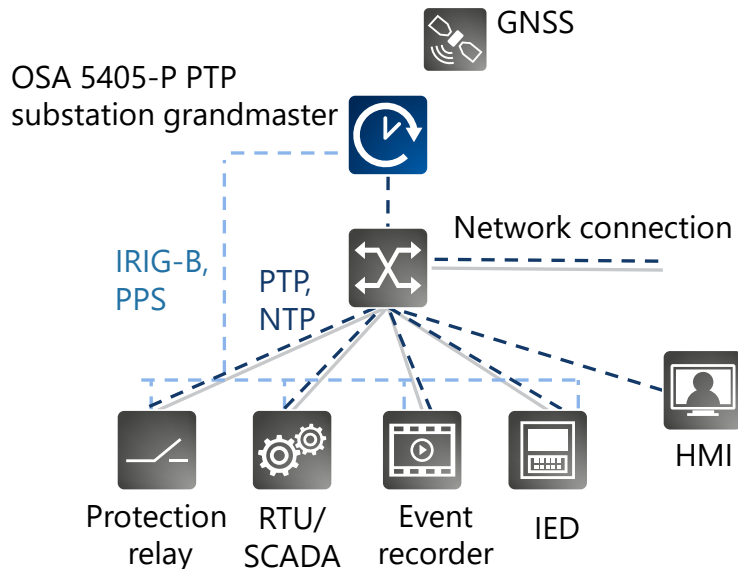 GNSS
OSA 5405-P PTP
substation grandmaster
Network connection
IRIG-B,
PPS
PTP,
NTP
HMI
Protection
relay
RTU/
SCADA
Event
recorder
IED